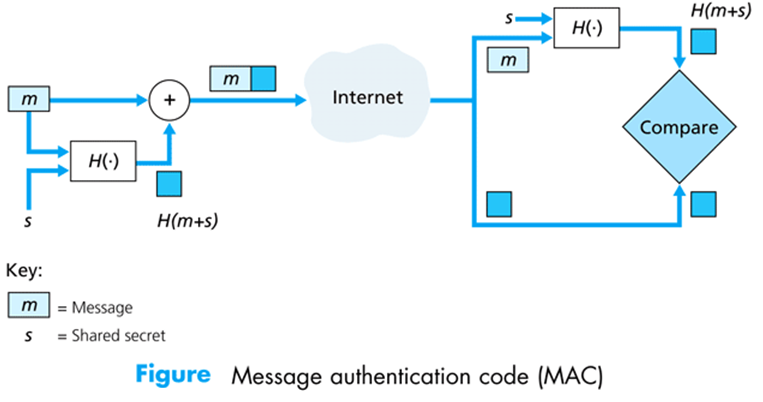 s
H(·)
H(m+s)
m
m
Internet
m
+
Compare
H(·)
s
H(m+s)
Key:
m = Message
s = Shared secret
Figure Message authentication code (MAC)